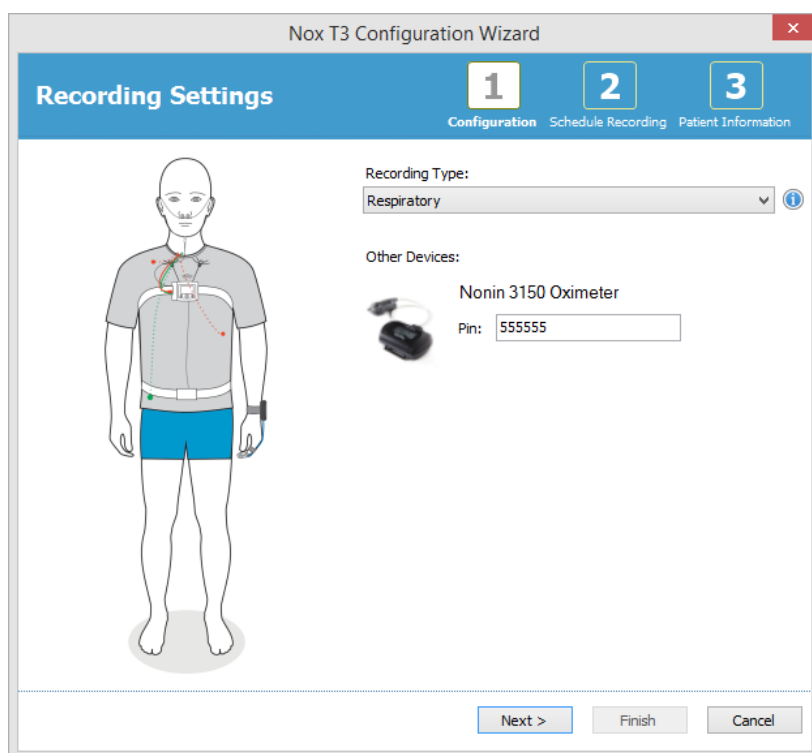 Nox T3 Configuration Wizard
Recording Settings
1
2
3
Configuration
Schedule Recording
Patient Information
Recording Type:
Respiratory
Other Devices:
Nonin 3150 Oximeter
Pin: 555555
Next >
Finish
Cancel